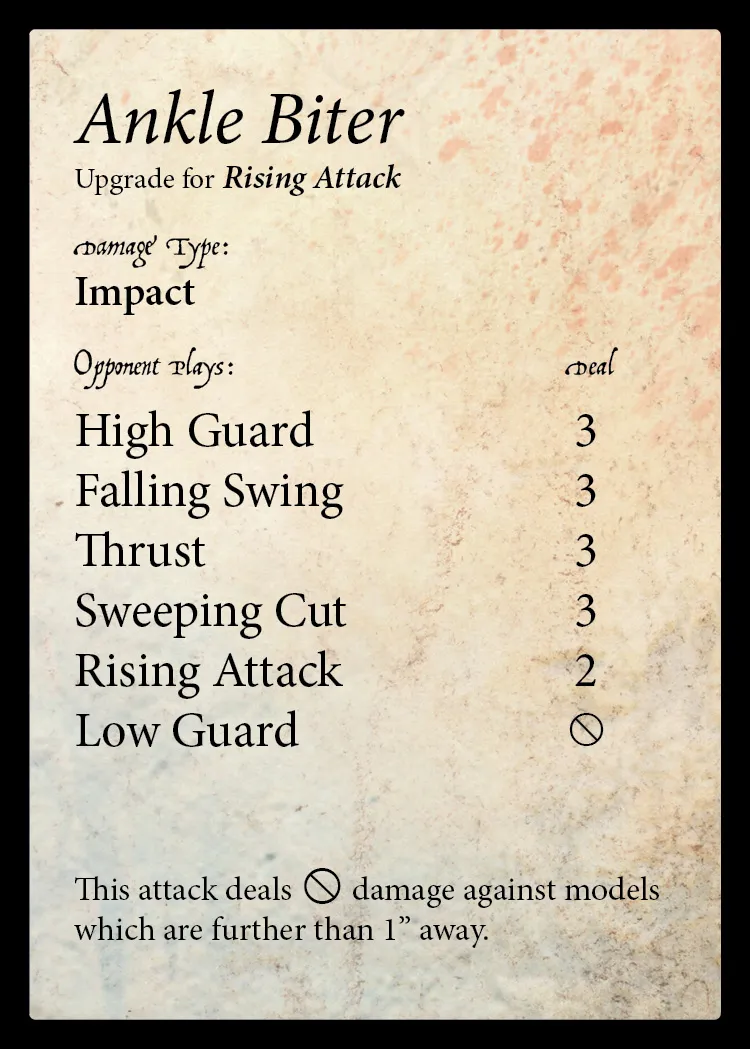 Ankle Biter
Upgrade for Rising Attack
Damage Type:
Impact
Opponent Plays: Deal
High Guard 3
Falling Swing 3
Thrust 3
Sweeping Cut 3
Rising Attack 2
Low Guard 🛇
This attack deals 🛇 damage against models
which are further than 1” away.